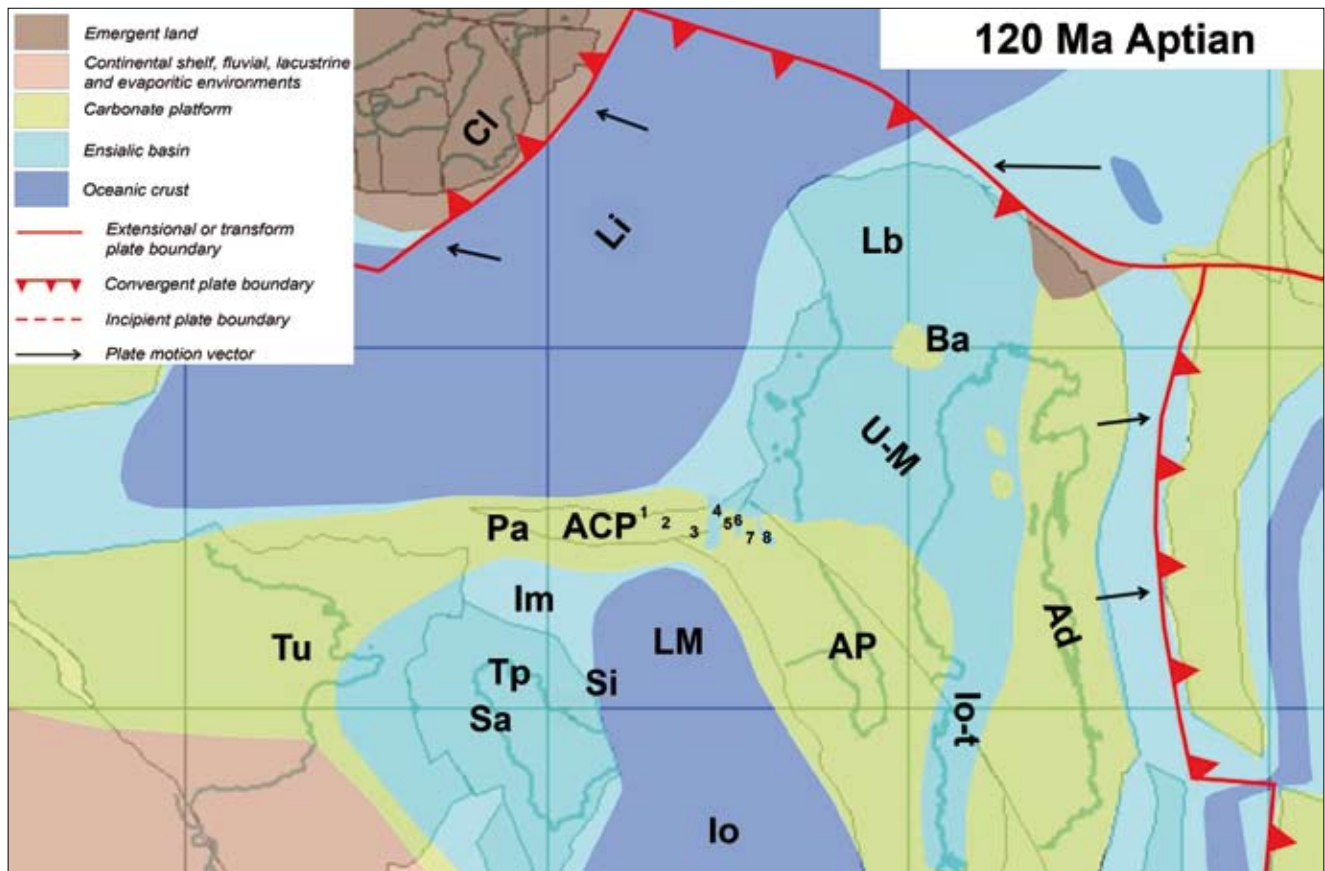 120 Ma Aptian
Emergent land
Continental shelf, fluvial, lacustrine
and evaporitic environments
Carbonate platform
Ensialic basin
Oceanic crust
Extensional or transform
plate boundary
Convergent plate boundary
Incipient plate boundary
Plate motion vector
Cl
Li
Lb
Ba
U-M
Pa
ACP
1
2
3
4
5
6
7
8
Im
LM
Tu
Tp
Si
Sa
AP
Ad
Io-t
Io